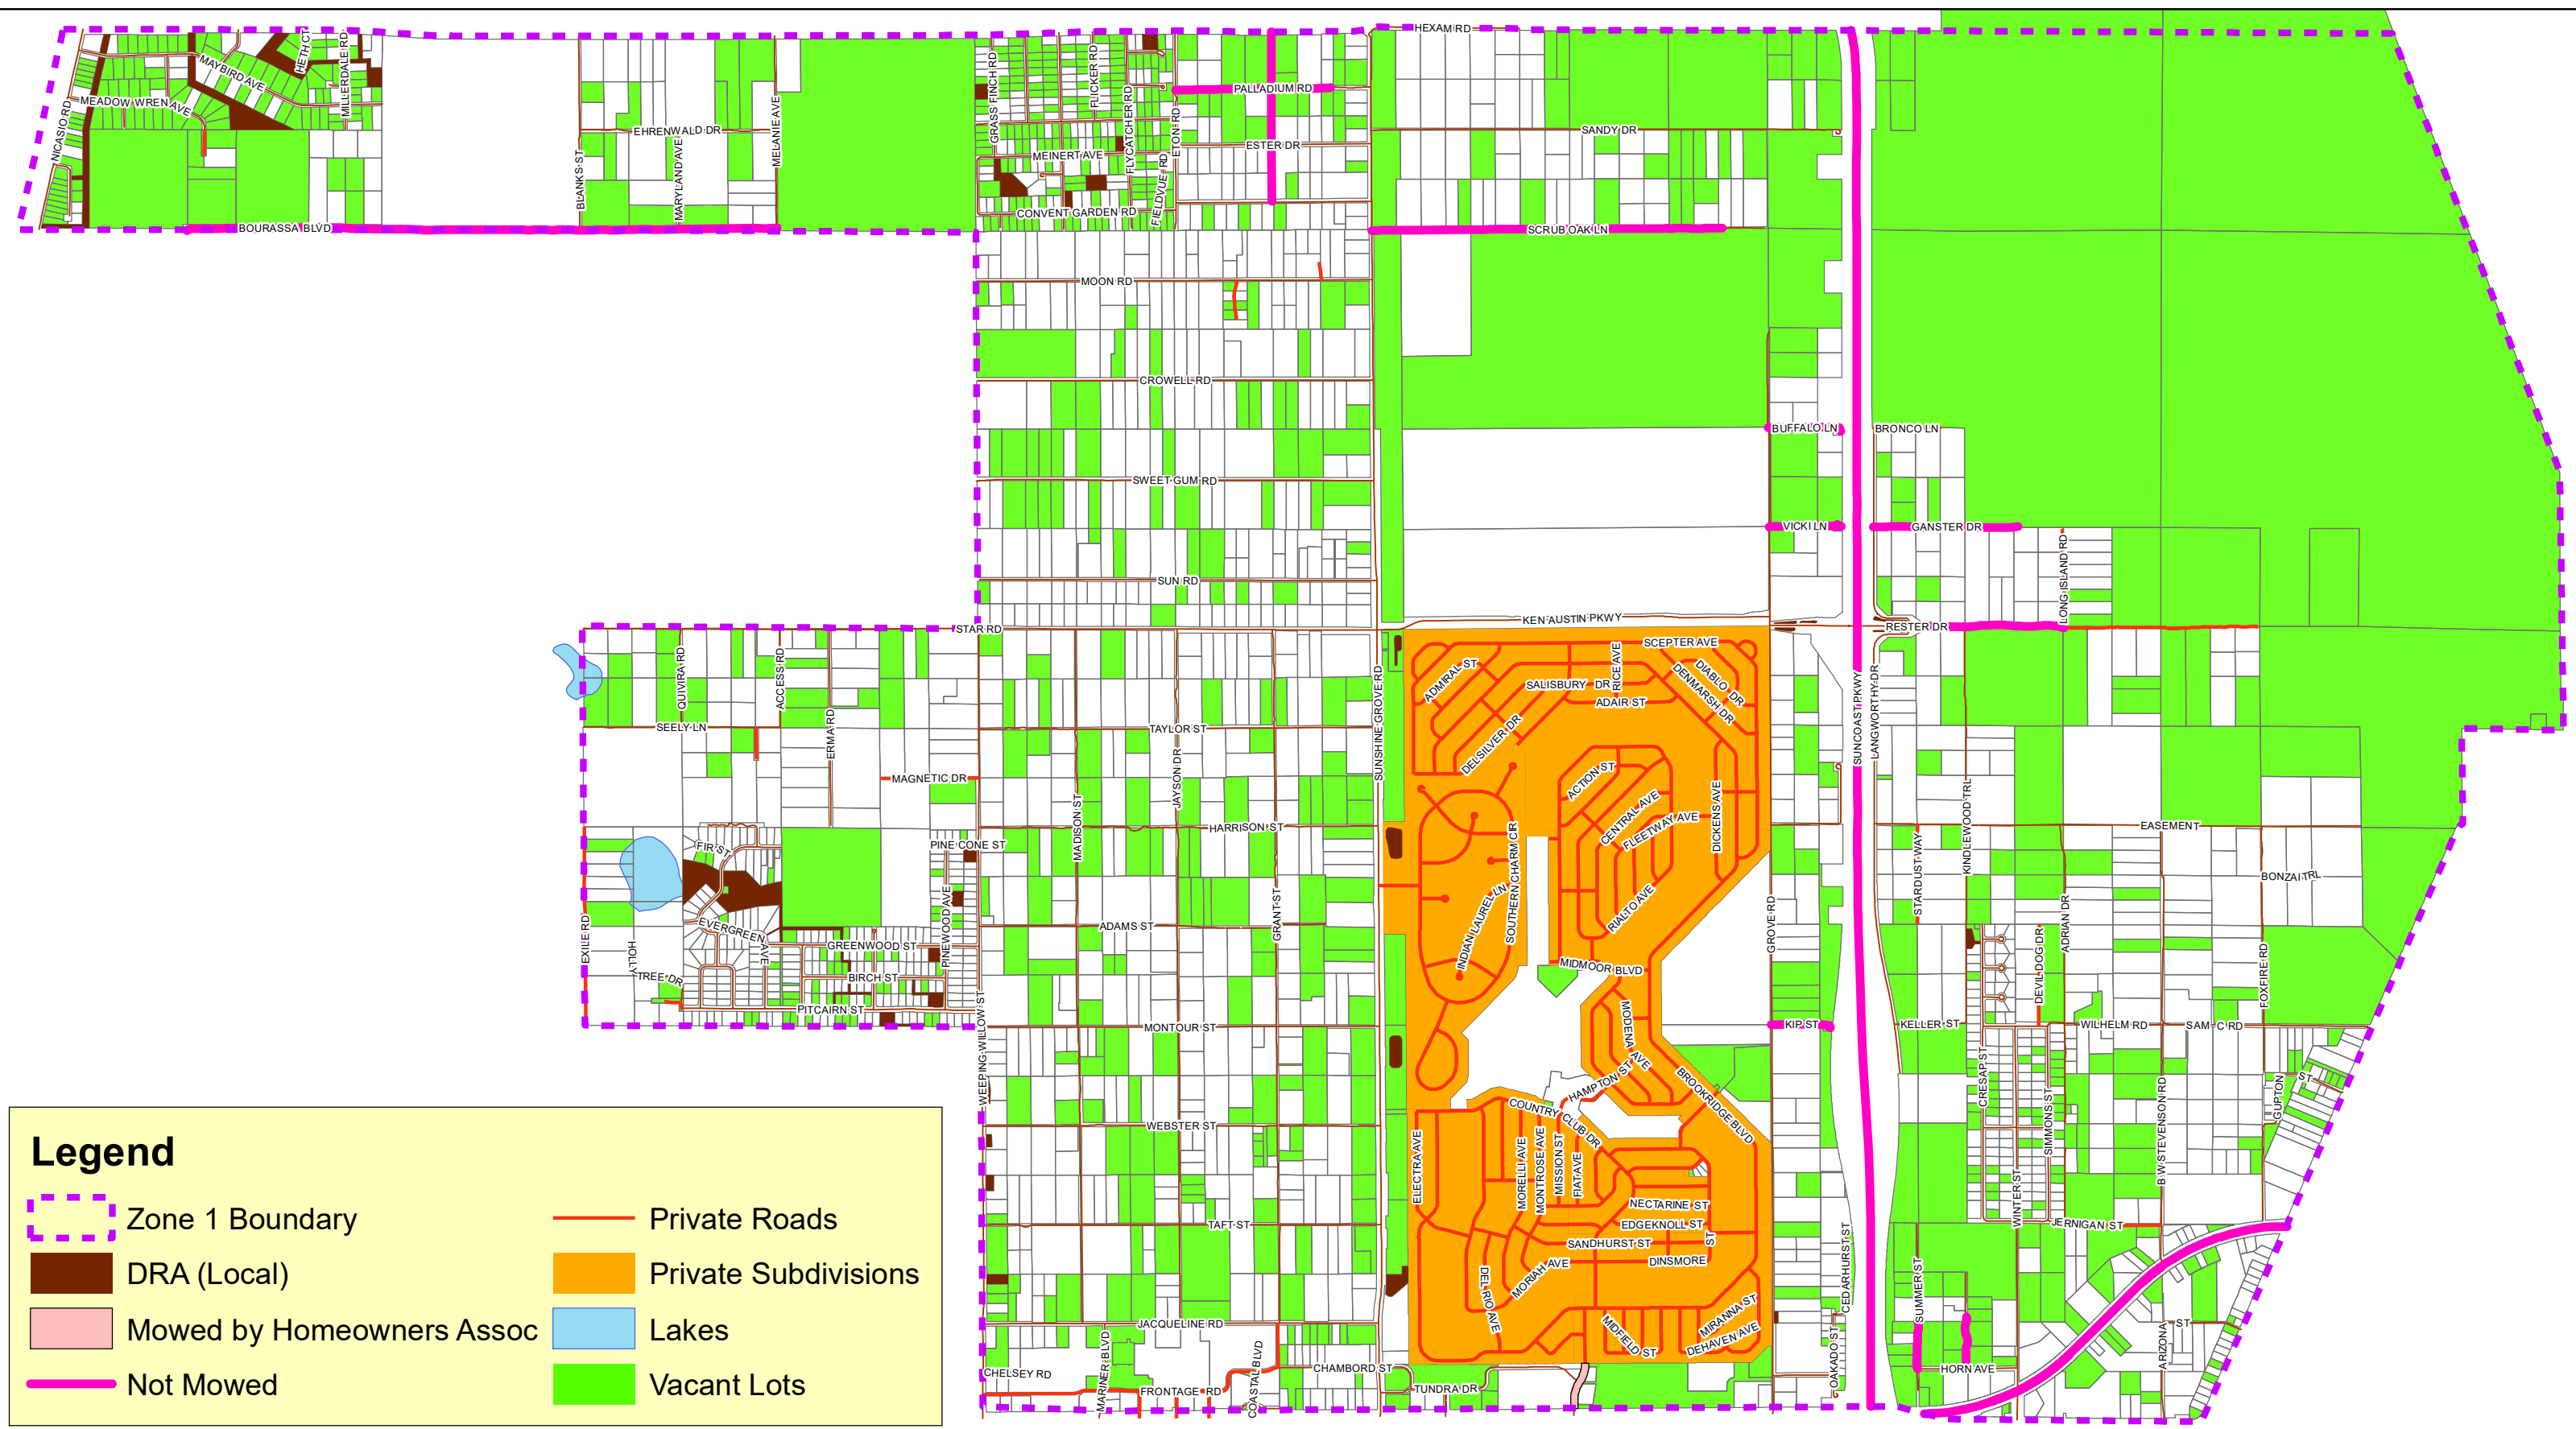 HEXAM RD
HETH CT
MILLERDALE RD
MAYBIRD AVE
MEADOW WREN AVE
NICASIO RD
BOURASSA BLVD
BLANKS ST
EHRENWALD DR
MARYLAND AVE
MELANIE AVE
GRASS FINCH RD
FLICKER RD
FLYCATCHER RD
ETON RD
PALLADIUM RD
MEINERT AVE
ESTER DR
FIELDVUE RD
CONVENT GARDEN RD
SANDY DR
SCRUB OAK LN
MOON RD
CROWELL RD
BUFFALO LN
BRONCO LN
SWEET GUM RD
VICKI LN
GANSTER DR
LONG ISLAND RD
SUN RD
KEN AUSTIN PKWY
STAR RD
RESTER DR
SCEPTER AVE
QUIVIRA RD
ACCESS RD
ERMA RD
ADMIRAL ST
SALISBURY DR
RICE AVE
DIABLO DR
DENMARSH DR
ADAIR ST
SUNSHINE GROVE RD
SUNCOAST PKWY
LANGWORTHY DR
SEELY LN
TAYLOR ST
DELSILVER DR
MAGNETIC DR
JAYSON DR
ACTION ST
CENTRAL AVE
FLEETWAY AVE
DICKENS AVE
KINDLEWOOD TRL
MADISON ST
HARRISON ST
EASEMENT
FIR ST
PINE CONE ST
SOUTHERN CHARM CIR
STARDUST WAY
BONZAI TRL
INDIAN LAUREL LN
RIALTO AVE
PINEWOOD AVE
GRANT ST
GROVE RD
ADRIAN DR
EXILE RD
HOLLY
TREE DR
EVERGREEN
AVE
GREENWOOD ST
ADAMS ST
BIRCH ST
MIDMOOR BLVD
DEVIL DOG DR
FOXFIRE RD
PITCAIRN ST
WEEPING WILLOW ST
MONTOUR ST
MODENA AVE
KIP ST
KELLER ST
WILHELM RD
SAM C RD
HAMPTON ST
BROOKRIDGE BLVD
CRESAP ST
SIMMONS ST
B W STEVENSON RD
GUPTON
ST
COUNTRY CLUB DR
WEBSTER ST
ELECTRA AVE
MORELLI AVE
MONTROSE AVE
MISSION ST
FIAT AVE
NECTARINE ST
EDGEKNOLL ST
SANDHURST ST
DINSMORE
ST
WINTER ST
JERNIGAN ST
TAFT ST
CEDARHURST ST
SUMMER ST
DEL RIO AVE
MORIAH AVE
MIRANNA ST
MIDFIELD ST
DEHAVEN AVE
JACQUELINE RD
ARIZONA
ST
MARINER BLVD
COASTAL BLVD
CHAMBORD ST
OAKADO ST
HORN AVE
CHELSEY RD
FRONTAGE RD
TUNDRA DR
Legend
Zone 1 Boundary
DRA (Local)
Mowed by Homeowners Assoc
Not Mowed
Private Roads
Private Subdivisions
Lakes
Vacant Lots